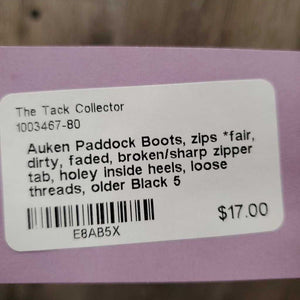 The Tack Collector
1003467-80
Auken Paddock Boots, zips *fair,
dirty, faded, broken/sharp zipper
tab, holey inside heels, loose
threads, older Black 5
$17.00
E8AB5X